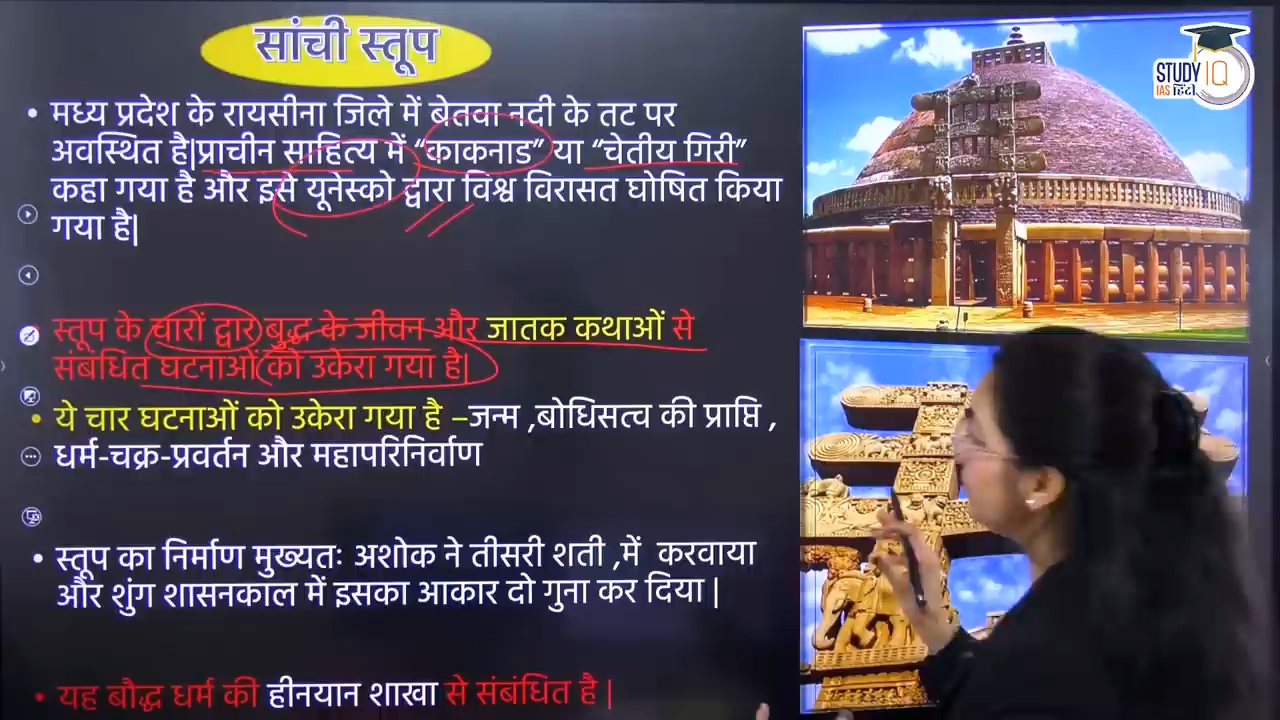 सांची स्तूप
STUDY IQ
IAS हिंदी
• मध्य प्रदेश के रायसीना जिले में बेतवा नदी के तट पर
अवस्थित है|प्राचीन साहित्य में “काकनाड” या “चेतीय गिरी”
कहा गया है और इसे यूनेस्को द्वारा विश्व विरासत घोषित किया
गया है|
स्तूप के चारों द्वार बुद्ध के जीवन और जातक कथाओं से
संबंधित घटनाओं को उकेरा गया है|
• ये चार घटनाओं को उकेरा गया है –जन्म ,बोधिसत्व की प्राप्ति ,
धर्म-चक्र-प्रवर्तन और महापरिनिर्वाण
• स्तूप का निर्माण मुख्यतः अशोक ने तीसरी शती ,में करवाया
और शुंग शासनकाल में इसका आकार दो गुना कर दिया |
• यह बौद्ध धर्म की हीनयान शाखा से संबंधित है |